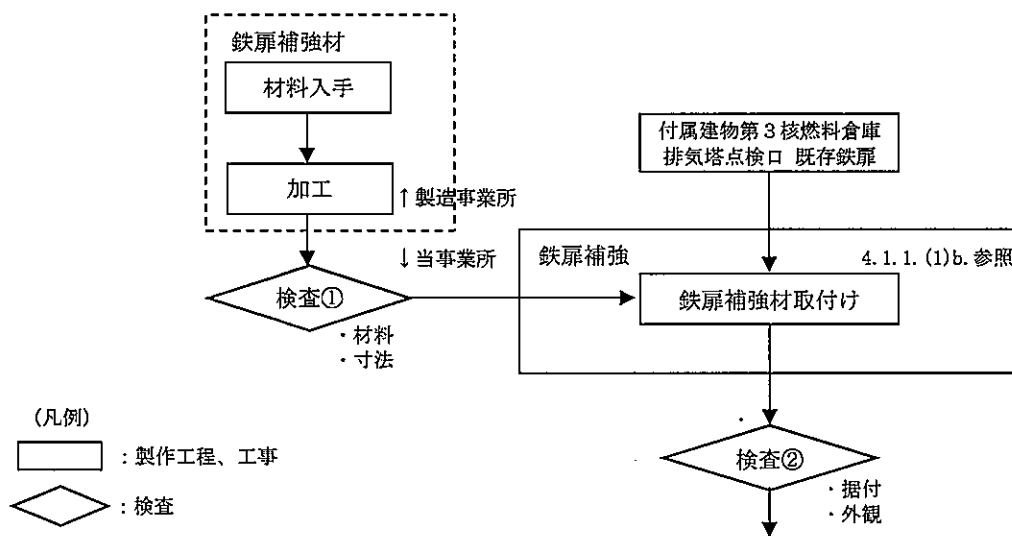 鉄扉補強材
材料入手
加工
↑製造事業所
↓当事業所
検査①
・材料
・寸法
付属建物第３核燃料倉庫
排気塔点検口 既存鉄扉
鉄扉補強
4.1.1.(1)b.参照
鉄扉補強材取付け
検査②
・据付
・外観
(凡例)
：製作工程、工事
：検査